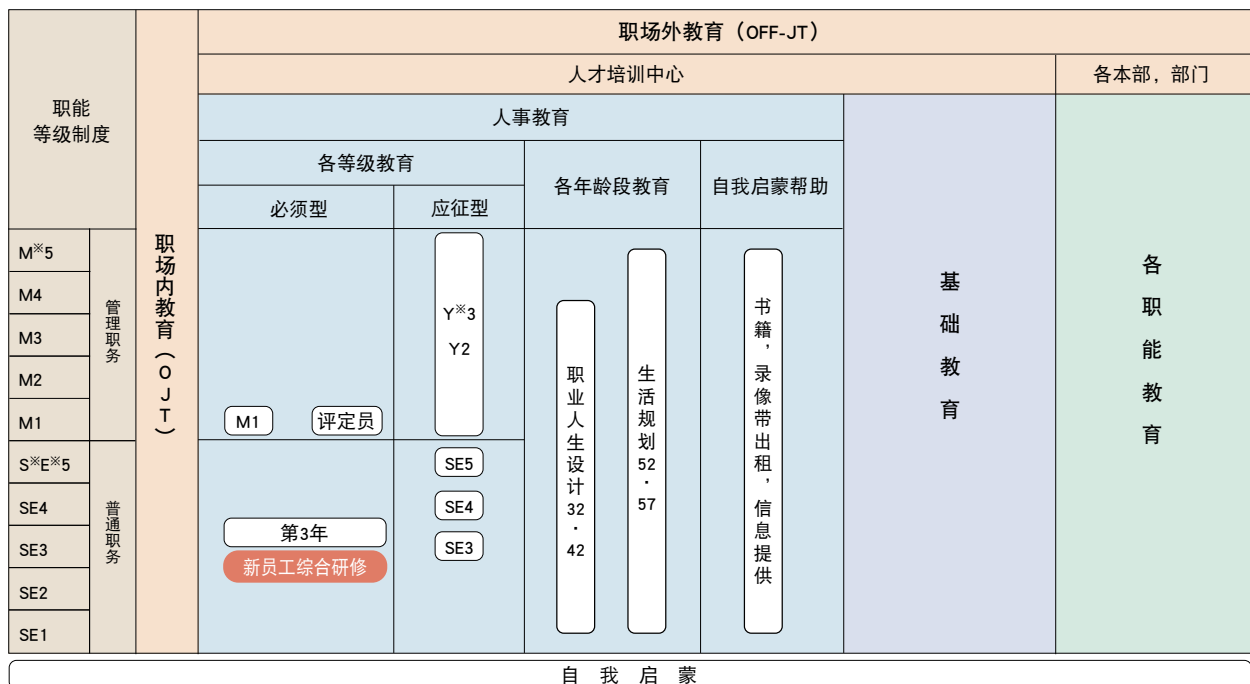 职能
等级制度
职场内教育（OJT）
职场外教育（OFF-JT）
人才培训中心
各本部，部门
人事教育
各等级教育
各年龄段教育
自我启蒙帮助
必须型
应征型
M※5
M4
M3
M2
M1
管理职务
S※E※5
SE4
SE3
SE2
SE1
普通职务
M1
评定员
第3年
新员工综合研修
Y※3
Y2
SE5
SE4
SE3
职业人生设计32·42
生活规划52·57
书籍，录像带出租，信息提供
基础教育
各职能教育
自我启蒙